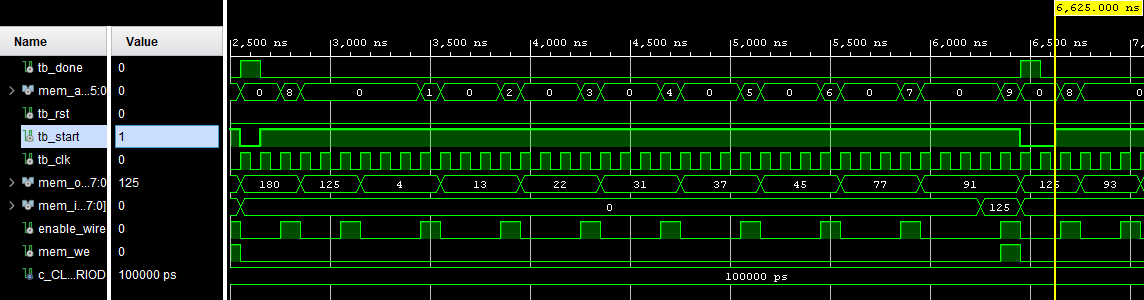 6,625.000 ns
Name Value
2,500 ns 3,000 ns 3,500 ns 4,000 ns 4,500 ns 5,000 ns 5,500 ns 6,000 ns 6,500 ns
tb_done 0
mem_a...5:0 0 0 8 0 1 0 2 0 3 0 4 0 5 0 6 0 7 0 9 0 8 0
tb_rst 0
tb_start 1
tb_clk 0
mem_o...7:0 125 180 125 4 13 22 31 37 45 77 91 125 93
mem_i...7:0] 0 0 125
enable_wire 0
mem_we 0
c_CL...RIOD 100000 ps 100000 ps